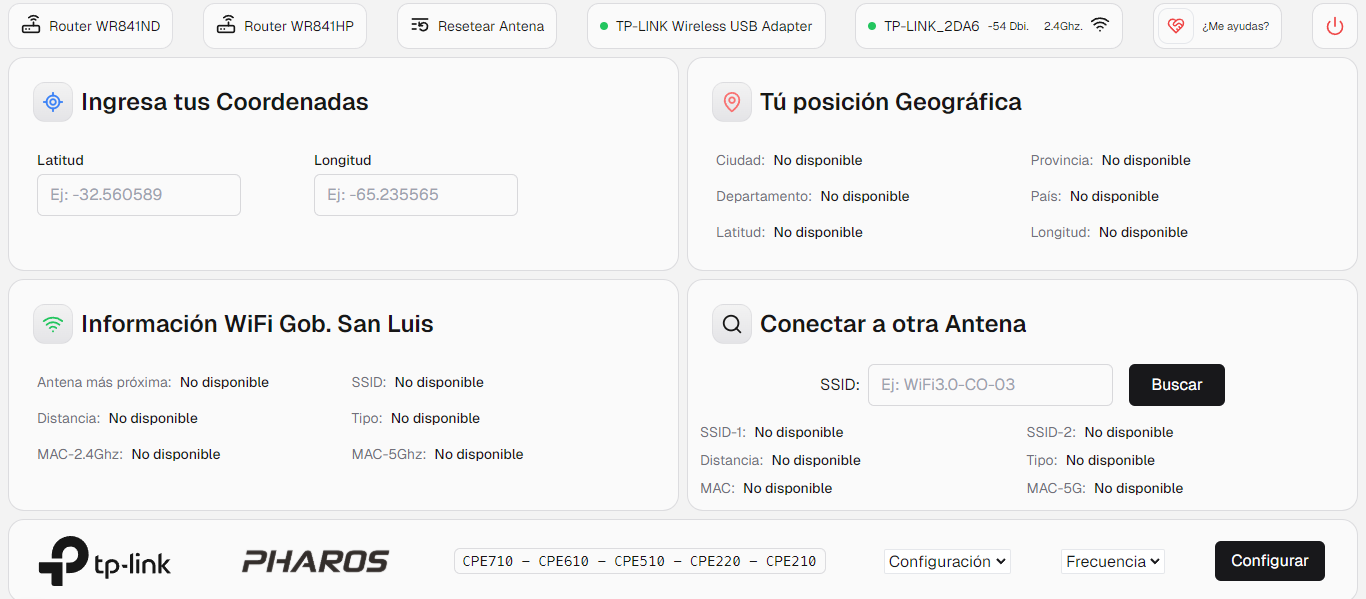 Router WR841ND
Router WR841HP
Resetear Antena
TP-LINK Wireless USB Adapter
TP-LINK_2DA6 -54 Dbi. 2.4Ghz.
¿Me ayudas?
Ingresa tus Coordenadas
Latitud
Longitud
Ej: -32.560589
Ej: -65.235565
Tú posición Geográfica
Ciudad: No disponible
Provincia: No disponible
Departamento: No disponible
País: No disponible
Latitud: No disponible
Longitud: No disponible
Información WiFi Gob. San Luis
Antena más próxima: No disponible
SSID: No disponible
Distancia: No disponible
Tipo: No disponible
MAC-2.4Ghz: No disponible
MAC-5Ghz: No disponible
Conectar a otra Antena
SSID:
Ej: WiFi3.0-CO-03
Buscar
SSID-1: No disponible
SSID-2: No disponible
Distancia: No disponible
Tipo: No disponible
MAC: No disponible
MAC-5G: No disponible
tp-link
PHAROS
CPE710 – CPE610 – CPE510 – CPE220 – CPE210
Configuración
Frecuencia
Configurar